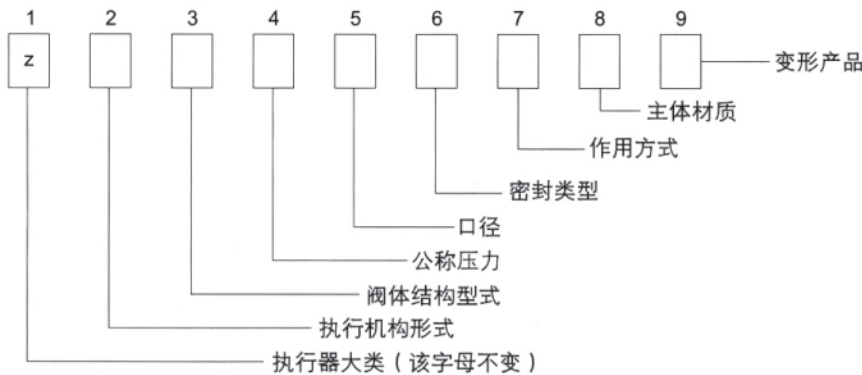 1 2 3 4 5 6 7 8 9
z
变形产品
主体材质
作用方式
密封类型
口径
公称压力
阀体结构型式
执行机构形式
执行器大类（该字母不变）